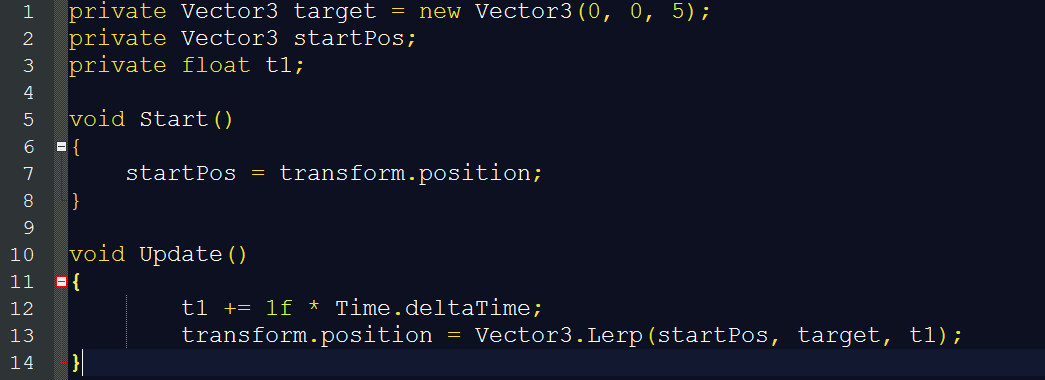 1 private Vector3 target = new Vector3(0, 0, 5);
2 private Vector3 startPos;
3 private float t1;
4
5 void Start()
6 {
7     startPos = transform.position;
8 }
9
10 void Update()
11 {
12         t1 += 1f * Time.deltaTime;
13         transform.position = Vector3.Lerp(startPos, target, t1);
14 }